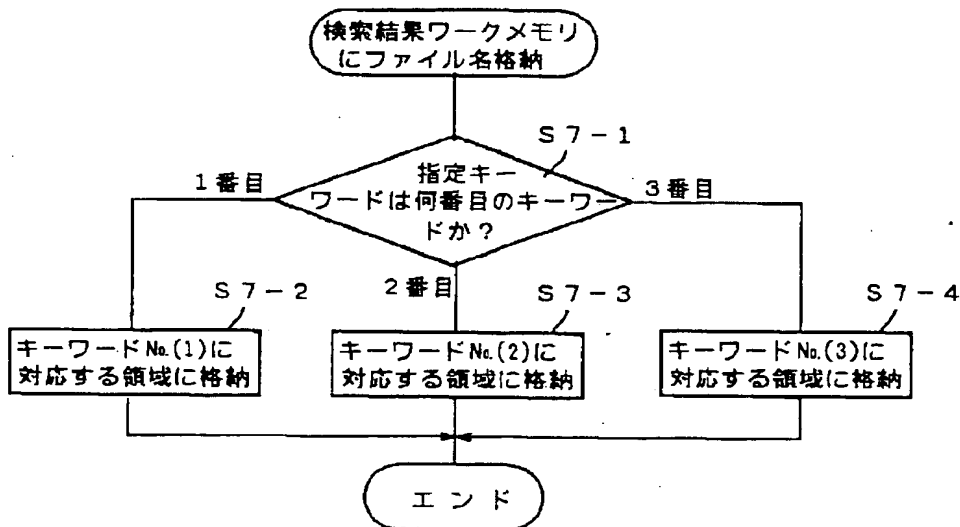 検索結果ワークメモリ
にファイル名格納
S7-1
指定キー
ワードは何番目のキーワー
ドか?
1番目
3番目
2番目
S7-2
S7-3
S7-4
キーワードNo.(1)に
対応する領域に格納
キーワードNo.(2)に
対応する領域に格納
キーワードNo.(3)に
対応する領域に格納
エンド